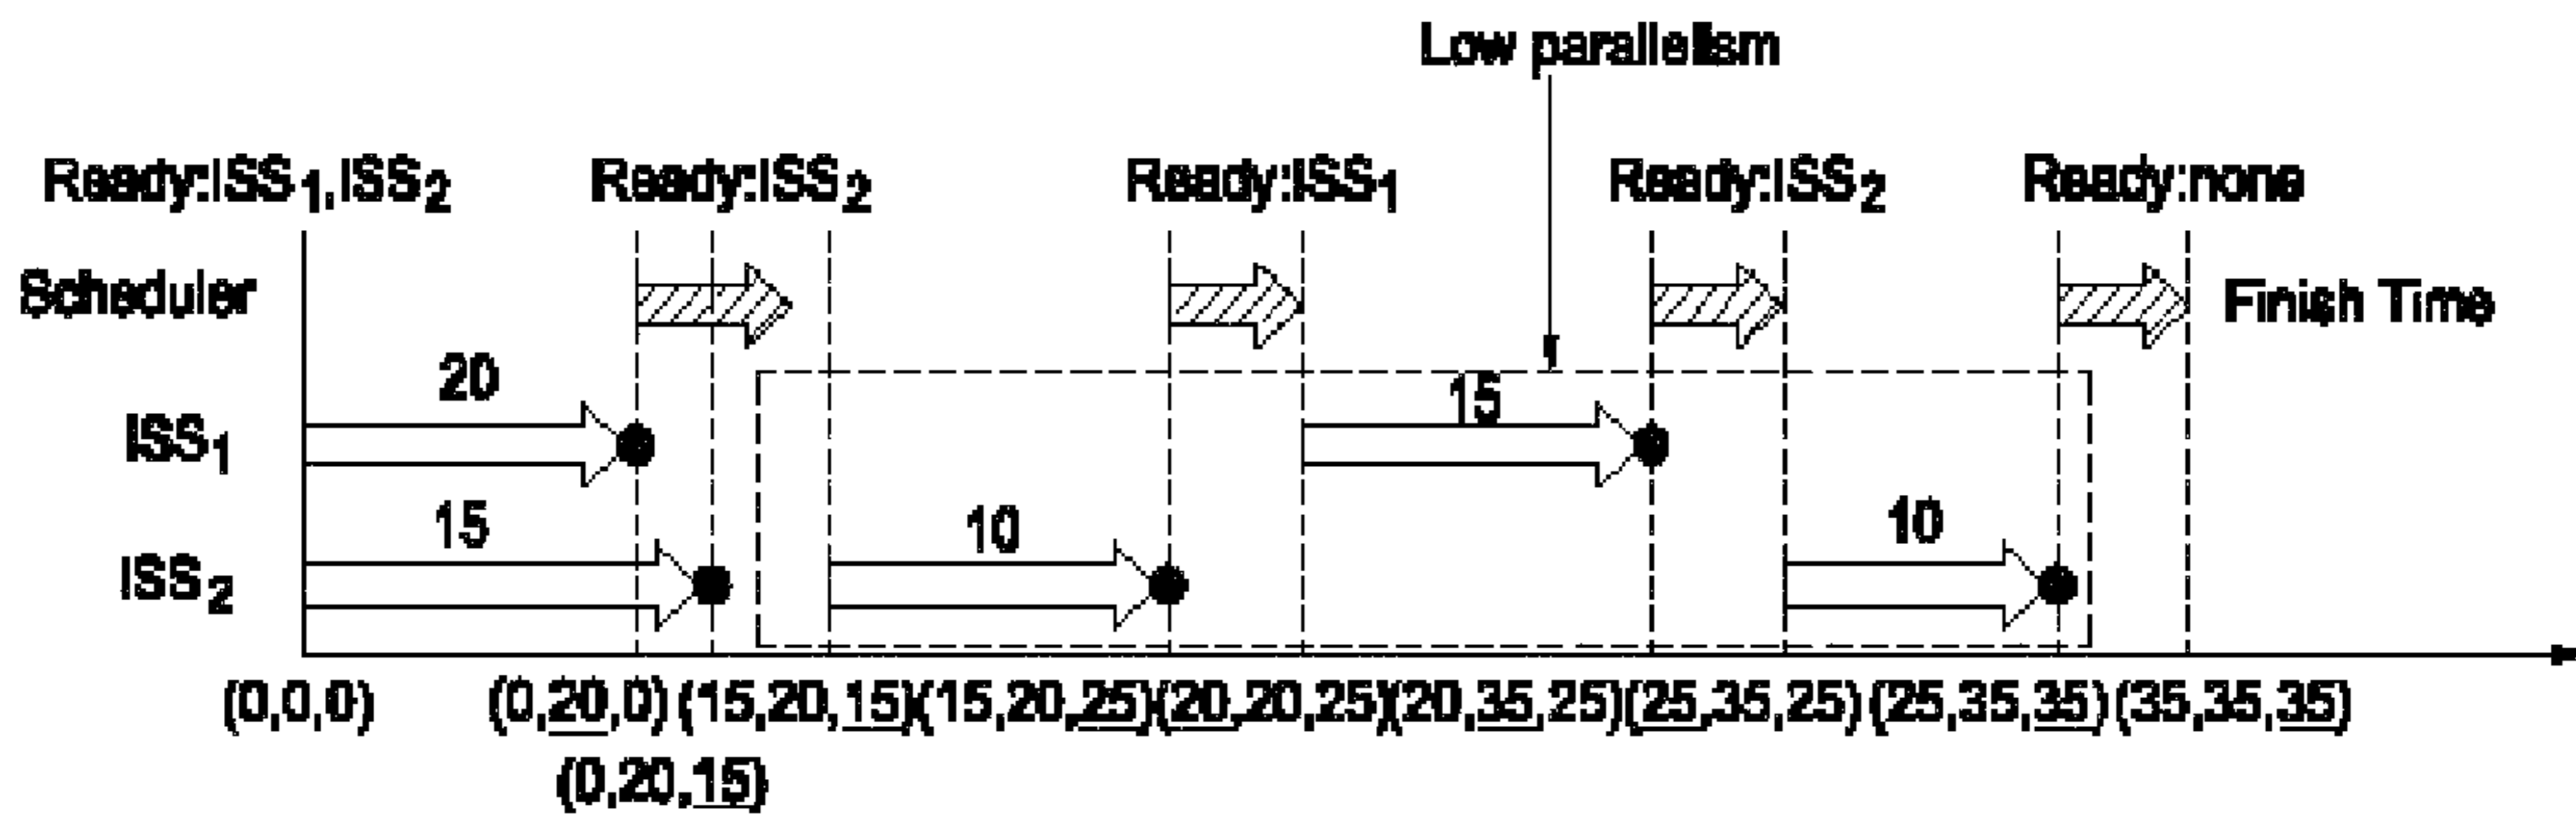 Low parallelism
Ready:ISS1,ISS2 Ready:ISS2 Ready:ISS1 Ready:ISS2 Ready:none
Scheduler Finish Time
20 15
ISS1
15 10 10
ISS2
(0,0,0) (0,20,0) (15,20,15) (15,20,25) (20,20,25) (20,35,25) (25,35,25) (25,35,35) (35,35,35)
(0,20,15)